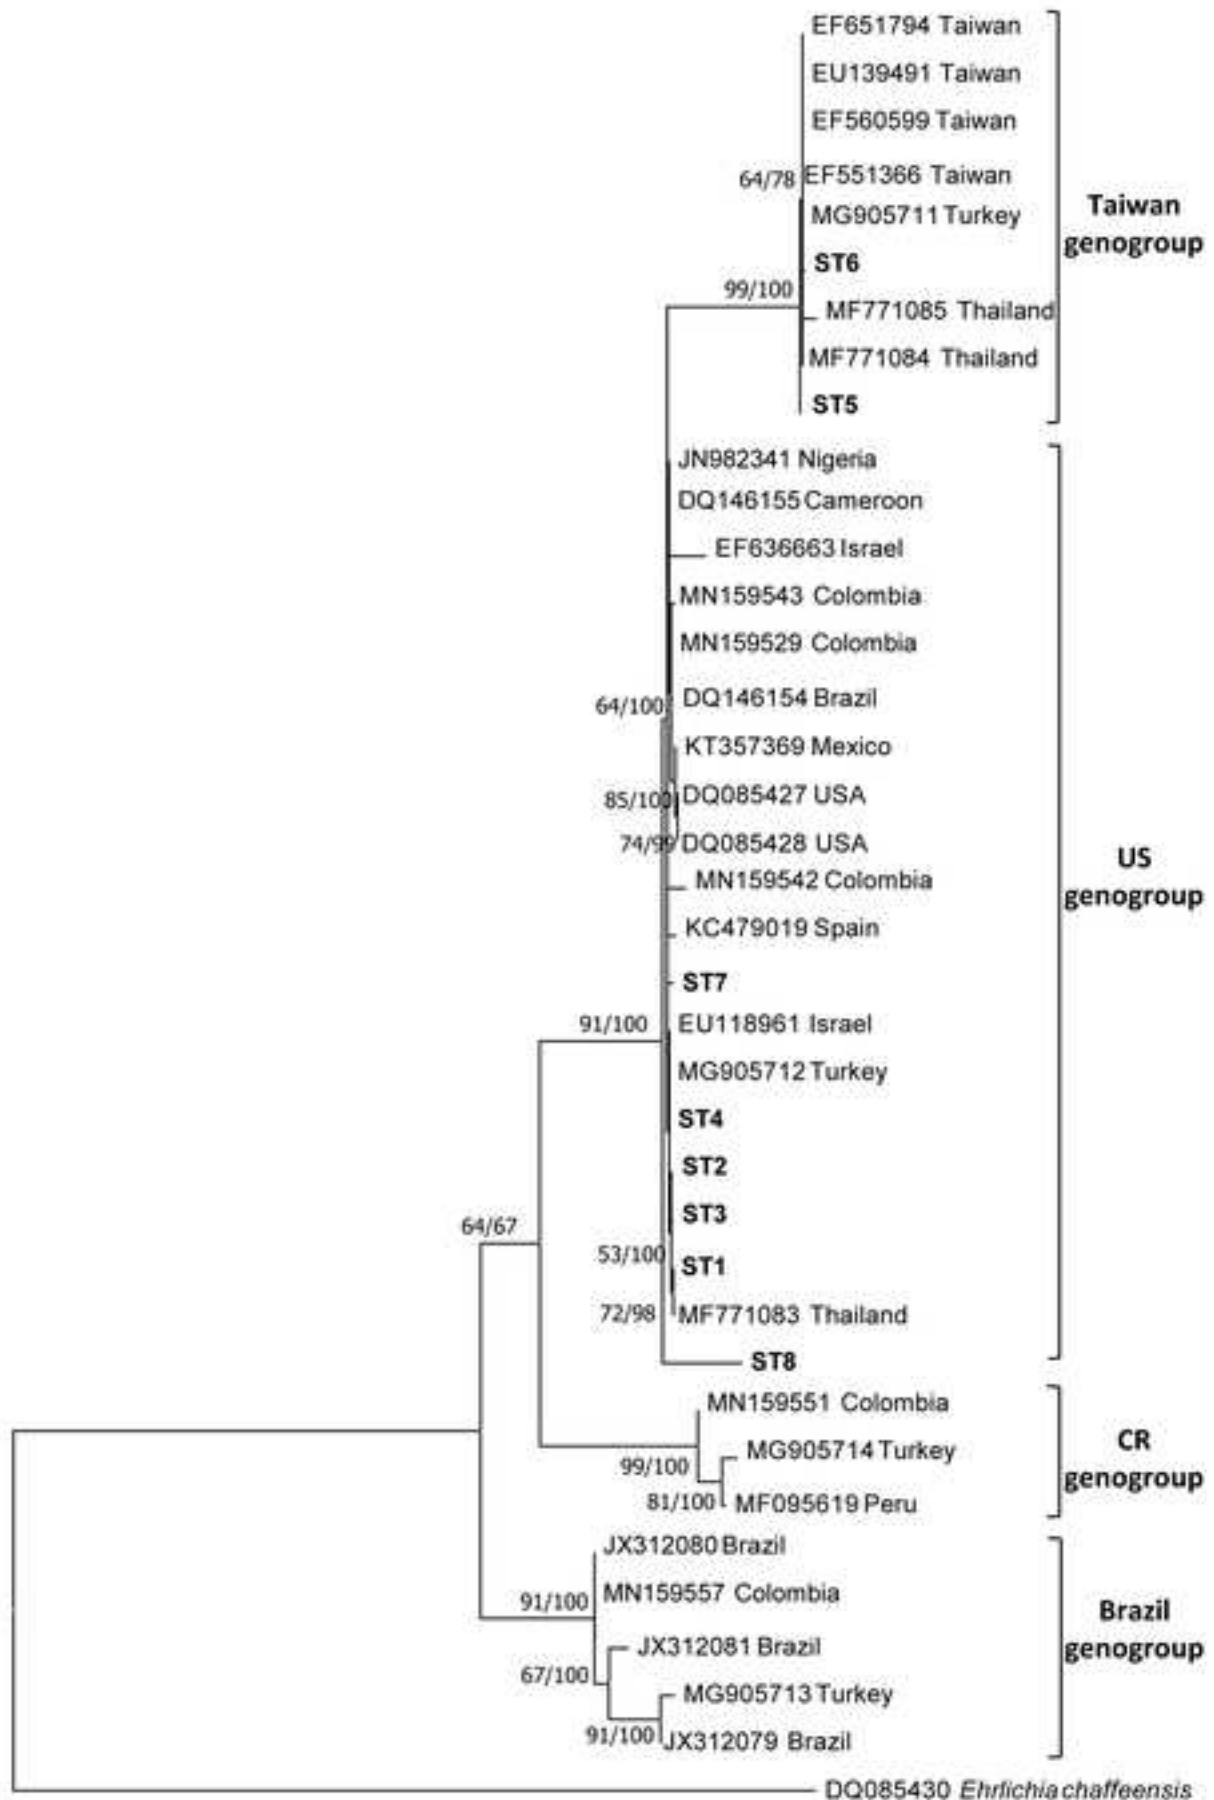 EF651794 Taiwan
EU139491 Taiwan
EF560599 Taiwan
64/78 EF551366 Taiwan
MG905711 Turkey
Taiwan
genogroup
ST6
99/100
MF771085 Thailand
MF771084 Thailand
ST5
JN982341 Nigeria
DQ146155 Cameroon
EF636663 Israel
MN159543 Colombia
MN159529 Colombia
64/100 DQ146154 Brazil
KT357369 Mexico
85/100 DQ085427 USA
74/99 DQ085428 USA
US
genogroup
MN159542 Colombia
KC479019 Spain
ST7
91/100 EU118961 Israel
MG905712 Turkey
ST4
ST2
ST3
64/67
53/100 ST1
72/98 MF771083 Thailand
ST8
MN159551 Colombia
CR
genogroup
MG905714 Turkey
99/100
81/100 MF095619 Peru
JX312080 Brazil
91/100 MN159557 Colombia
Brazil
genogroup
JX312081 Brazil
67/100
MG905713 Turkey
91/100 JX312079 Brazil
DQ085430 Ehrlichia chaffeensis